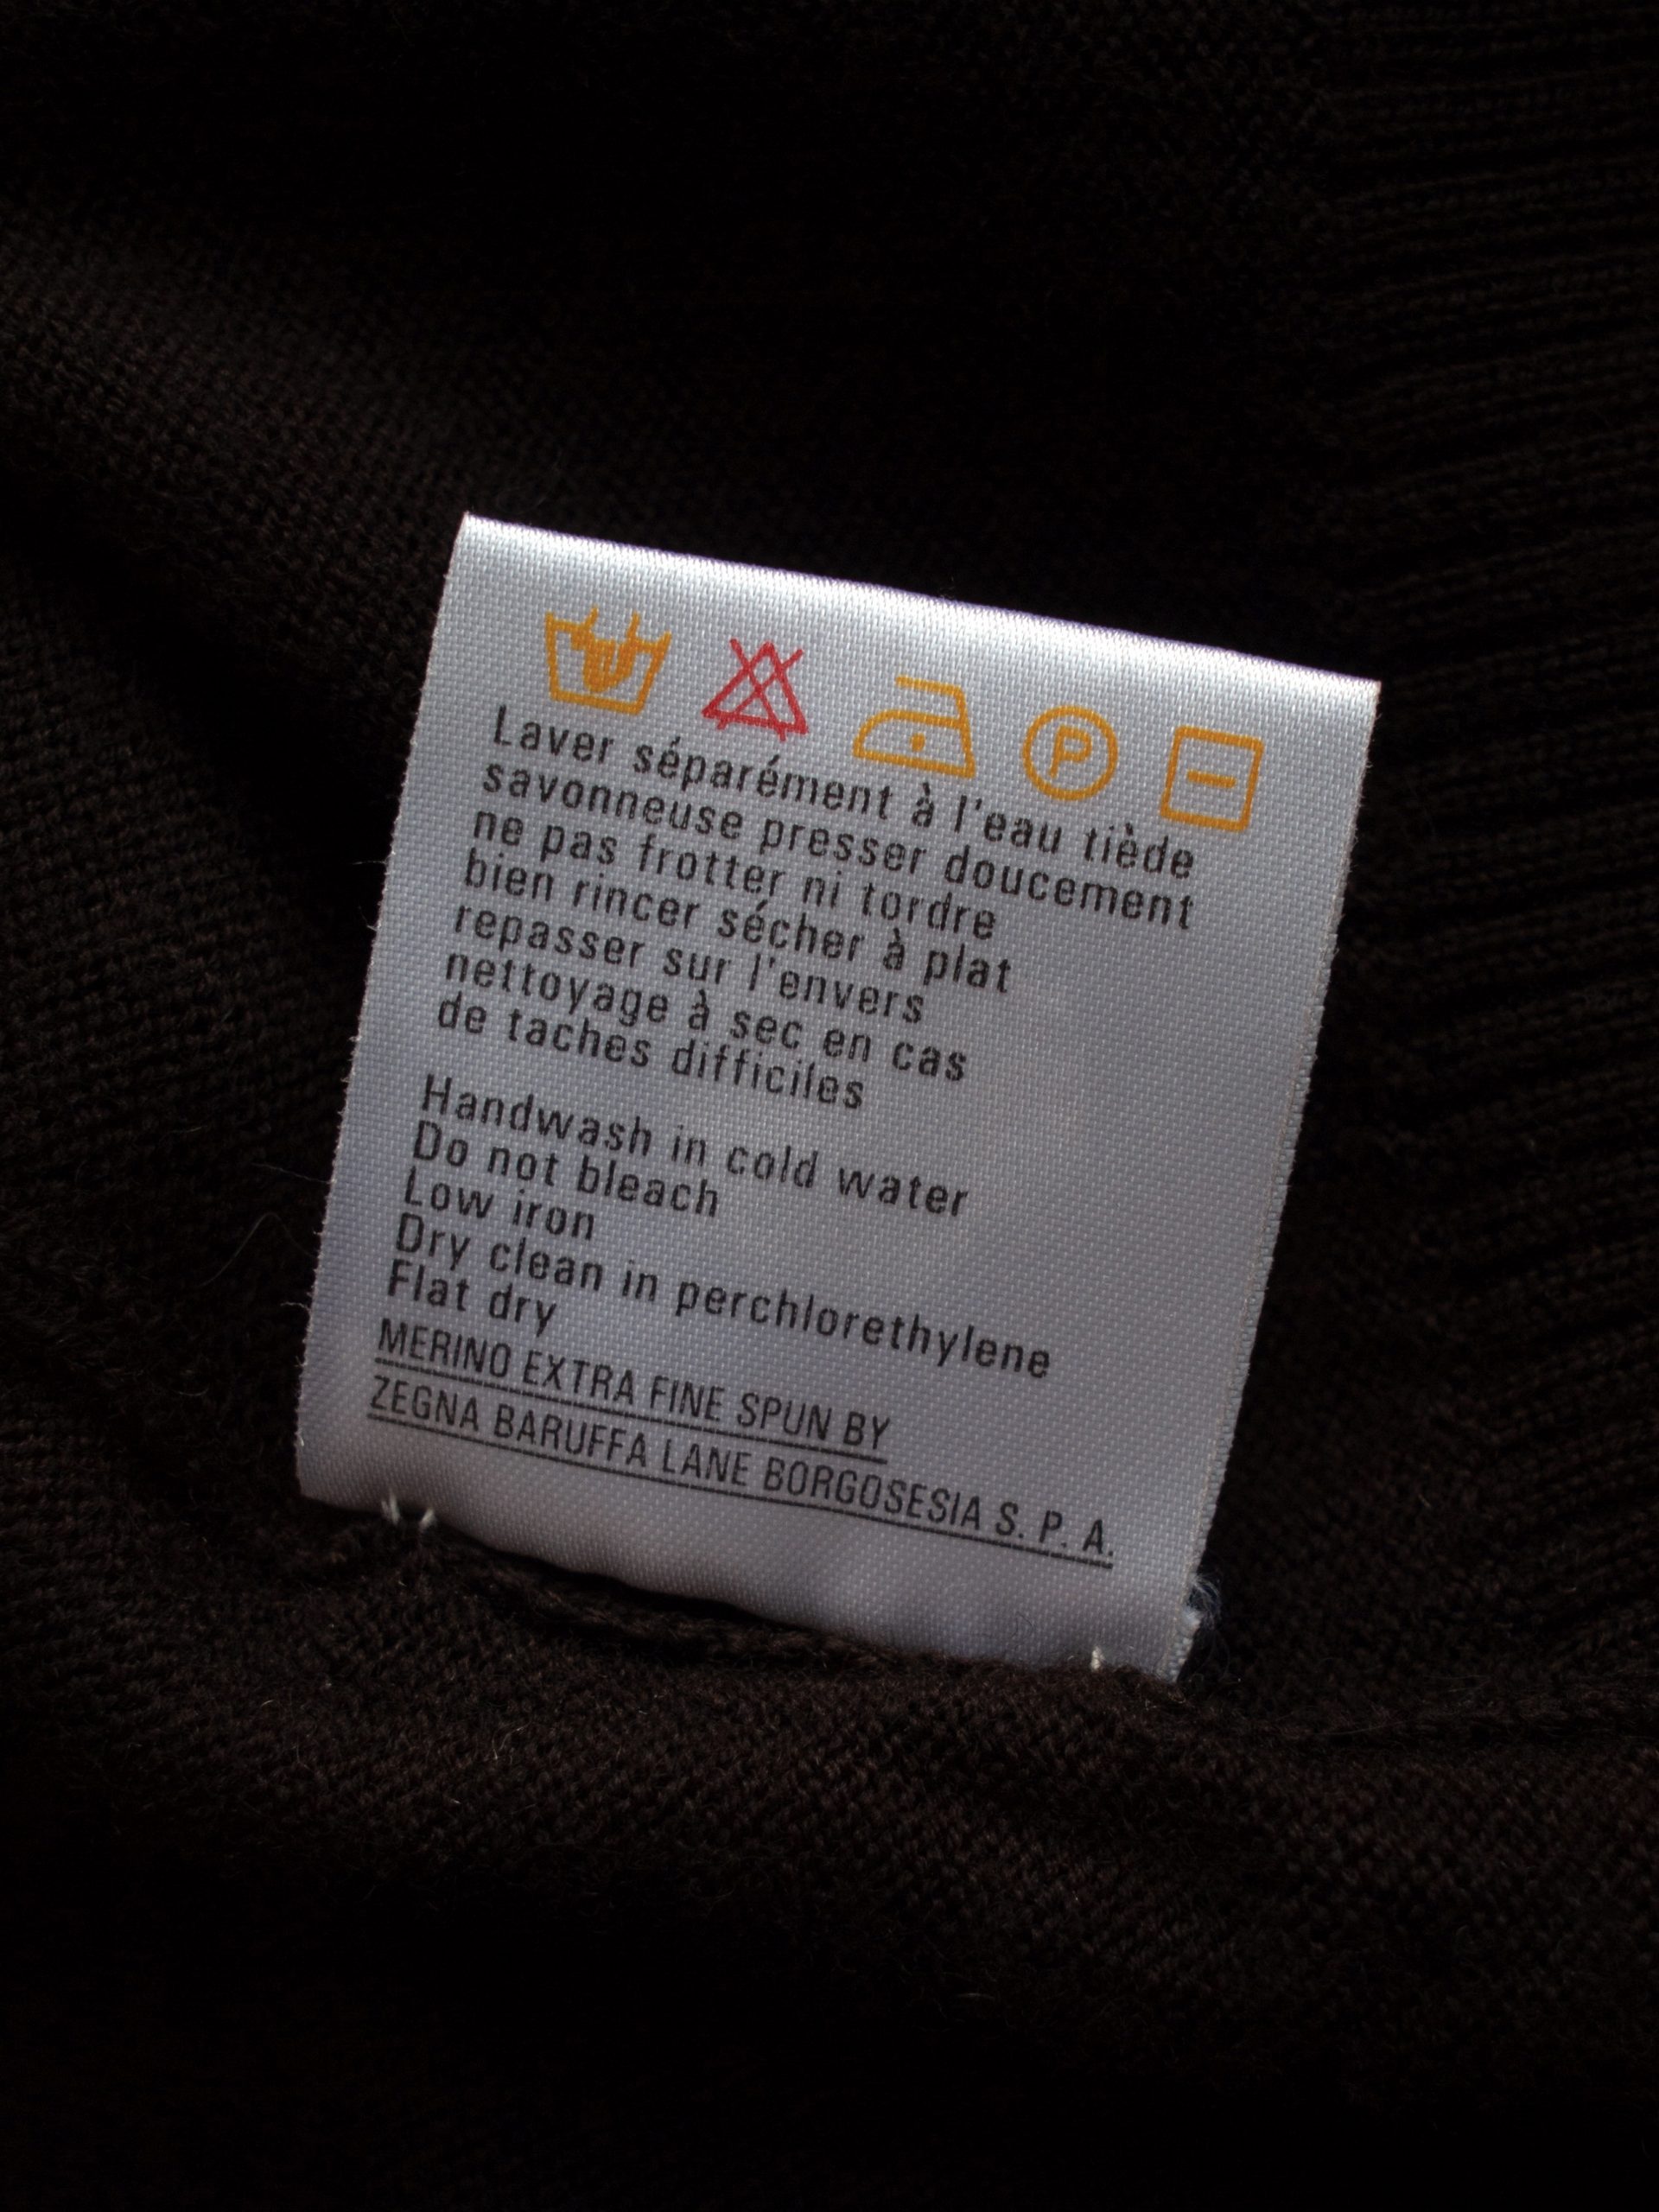 P
Laver séparément à l'eau tiède
savonneuse presser doucement
ne pas frotter ni tordre
bien rincer sécher à plat
repasser sur l'envers
nettoyage à sec en cas
de taches difficiles
Handwash in cold water
Do not bleach
Low iron
Dry clean in perchlorethylene
Flat dry
MERINO EXTRA FINE SPUN BY
ZEGNA BARUFFA LANE BORGOSESIA S. P. A.